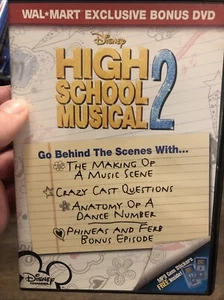 WAL★MART EXCLUSIVE BONUS DVD
Disney
HIGH
SCHOOL
MUSICAL 2
Go Behind The Scenes With...
The Making Of
A Music Scene
Crazy Cast Questions
Anatomy Of A
Dance Number
Phineas and Ferb
Bonus Episode
Disney
FREE